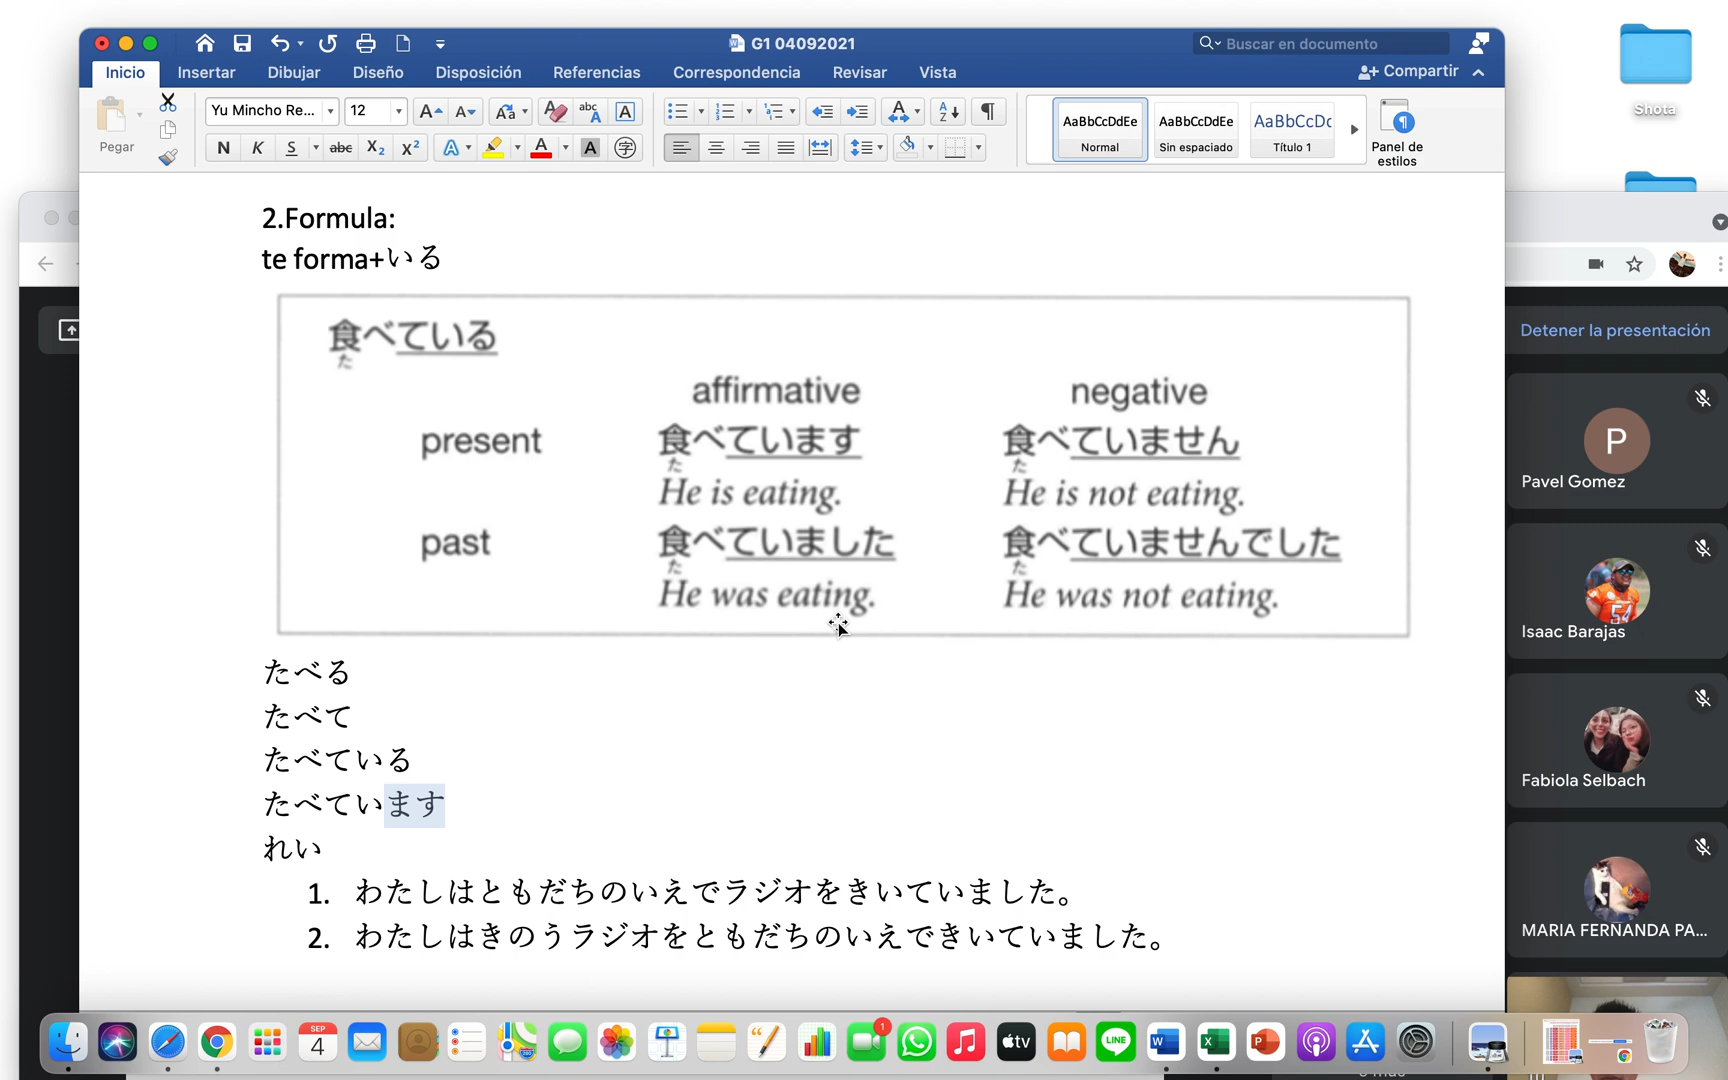 G1 04092021
Buscar en documento
Inicio
Insertar
Dibujar
Diseño
Disposición
Referencias
Correspondencia
Revisar
Vista
Compartir
Pegar
Yu Mincho Re...
12
AaBbCcDdEe
Normal
AaBbCcDdEe
Sin espaciado
AaBbCcDc
Título 1
Panel de
estilos
Shota
2.Formula:
te forma+いる
食べている
た
affirmative
negative
present
食べています
食べていません
た
た
He is eating.
He is not eating.
past
食べていました
食べていませんでした
た
た
He was eating.
He was not eating.
たべる
たべて
たべている
たべています
れい
1. わたしはともだちのいえでラジオをきいていました。
2. わたしはきのうラジオをともだちのいえできいていました。
Detener la presentación
P
Pavel Gomez
54
Isaac Barajas
Fabiola Selbach
MARIA FERNANDA PA...
SEP
4
1
tv
LINE